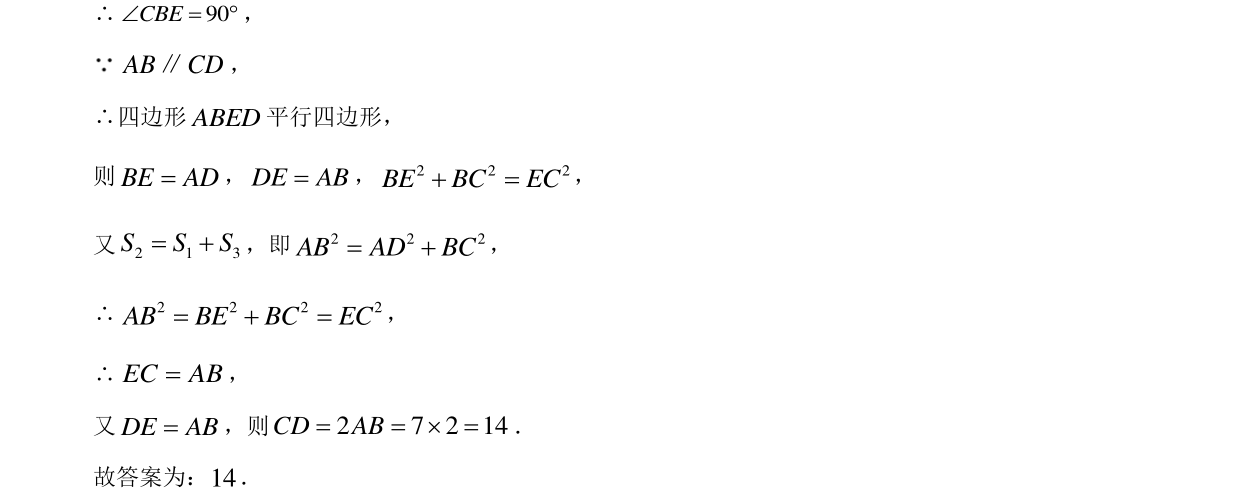 ∴ ∠CBE = 90°，
∵ AB // CD，
∴四边形 ABED 平行四边形，
则 BE = AD， DE = AB， BE² + BC² = EC²，
又 S₂ = S₁ + S₃，即 AB² = AD² + BC²，
∴ AB² = BE² + BC² = EC²，
∴ EC = AB，
又 DE = AB，则 CD = 2AB = 7×2 = 14．
故答案为：14．